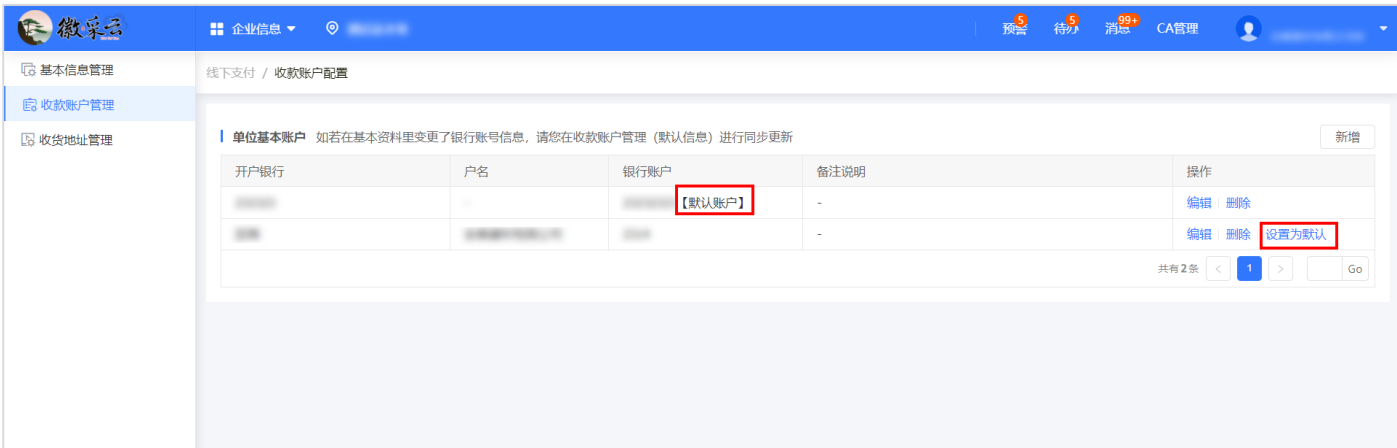 徽采云 企业信息 预警 5 待办 5 消息 99+ CA管理
基本信息管理
收款账户管理
收货地址管理
线下支付 / 收款账户配置
单位基本账户 如若在基本资料里变更了银行账号信息，请您在收款账户管理（默认信息）进行同步更新 新增
开户银行 户名 银行账户 备注说明 操作
【默认账户】 - 编辑 删除
- 编辑 删除 设置为默认
共有2条 < 1 > Go